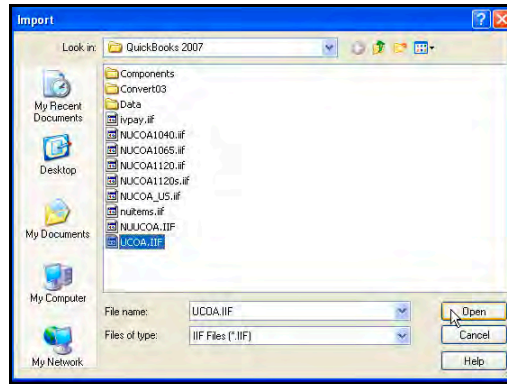 Import
Look in: QuickBooks 2007
My Recent Documents
Desktop
My Documents
My Computer
My Network
Components
Convert03
Data
ivpay.iif
NUCOA1040.iif
NUCOA1065.iif
NUCOA1120.iif
NUCOA1120s.iif
NUCOA_US.iif
nuitems.iif
NUUCOA.IIF
UCOA.IIF
File name: UCOA.IIF Open
Files of type: IIF Files (*.IIF) Cancel
Help